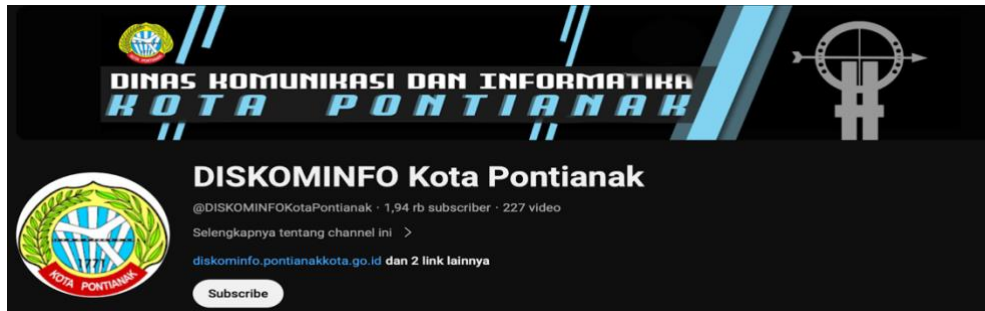 DINAS KOMUNIKASI DAN INFORMATIKA
KOTA PONTIANAK
DISKOMINFO Kota Pontianak
@DISKOMINFOKotaPontianak · 1,94 rb subscriber · 227 video
Selengkapnya tentang channel ini >
diskominfo.pontianakkota.go.id dan 2 link lainnya
1771
KOTA PONTIANAK
Subscribe